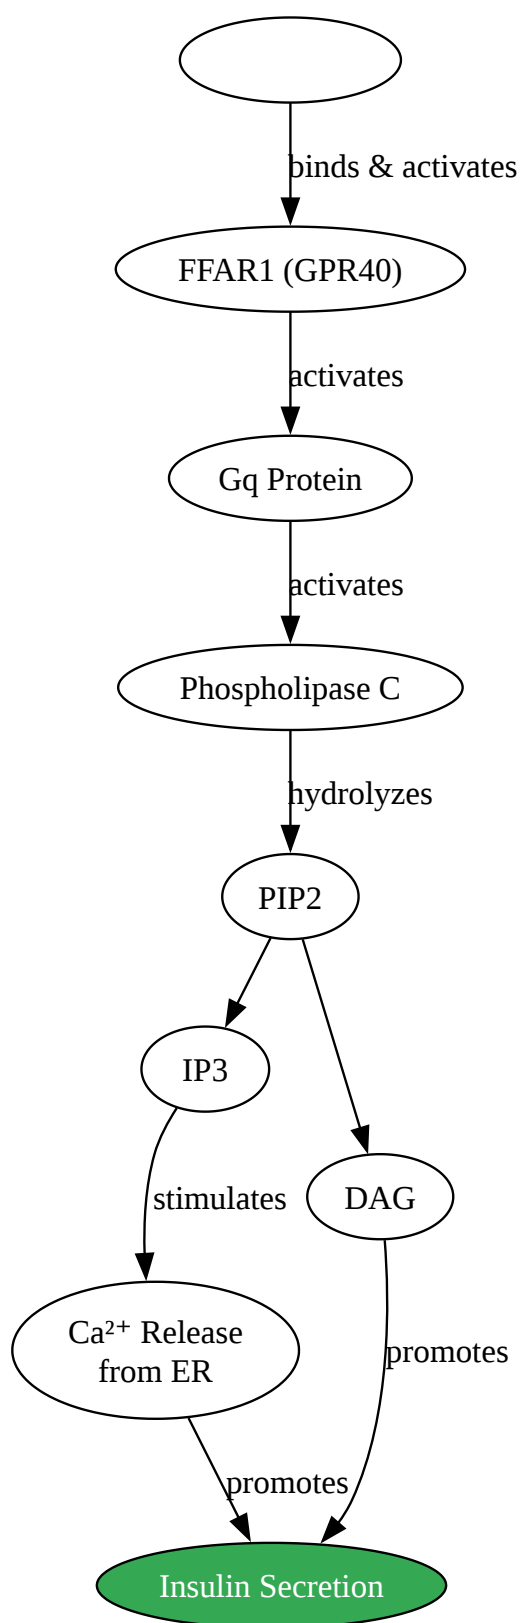 binds & activates
FFAR1 (GPR40)
activates
Gq Protein
activates
Phospholipase C
hydrolyzes
PIP2
IP3
stimulates
DAG
Ca²⁺ Release
from ER
promotes
promotes
Insulin Secretion